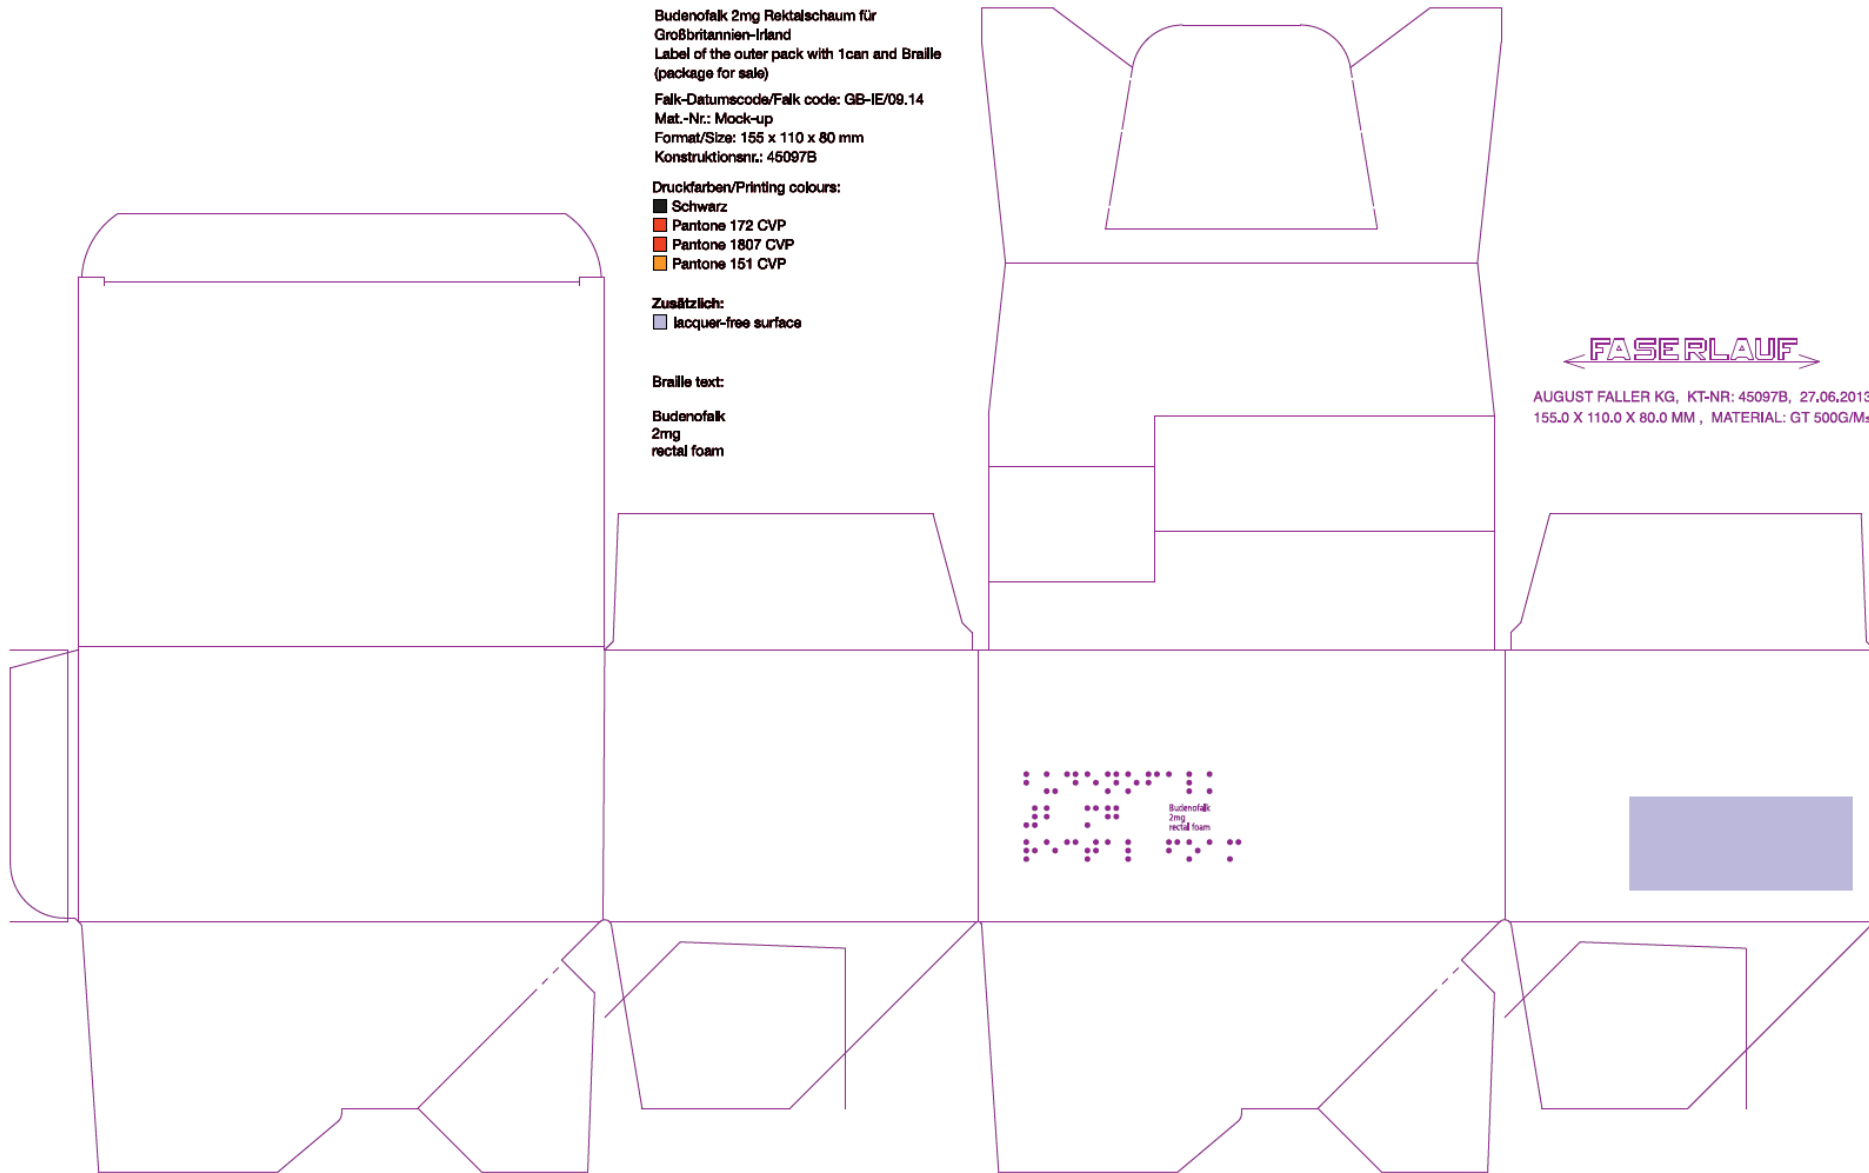 Budenofalk 2mg Rektalschaum für
Großbritannien-Irland
Label of the outer pack with 1can and Braille
(package for sale)
Falk-Datumscode/Falk code: GB-IE/09.14
Mat.-Nr.: Mock-up
Format/Size: 155 x 110 x 80 mm
Konstruktionsnr.: 45097B
Druckfarben/Printing colours:
Schwarz
Pantone 172 CVP
Pantone 1807 CVP
Pantone 151 CVP
Zusätzlich:
lacquer-free surface
Braille text:
Budenofalk
2mg
rectal foam
FASERLAUF
AUGUST FALLER KG, KT-NR: 45097B, 27.06.2013
155.0 X 110.0 X 80.0 MM , MATERIAL: GT 500G/M
⠃⠥⠙⠑⠝⠕⠋⠁⠇⠅
⠼⠃ ⠍⠛
⠗⠑⠉⠞⠁⠇ ⠋⠕⠁⠍
Budenofalk
2mg
rectal foam